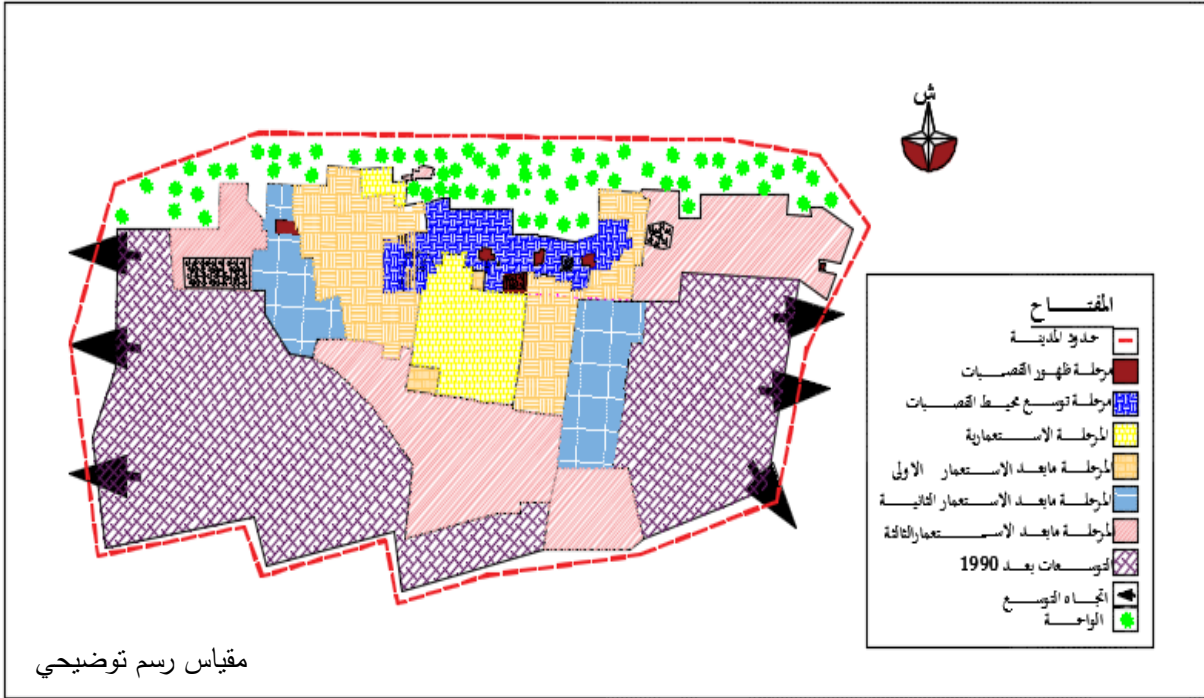 ش
المفتاح
حدود المدينة
مرحلة ظهور القصبات
مرحلة توسع محيط القصبات
المرحلة الاستعمارية
المرحلة مابعد الاستعمار الاولى
المرحلة مابعد الاستعمار الثانية
المرحلة مابعد الاستعمار الثالثة
التوسعات بعد 1990
اتجاه التوسع
الواحة
مقياس رسم توضيحي